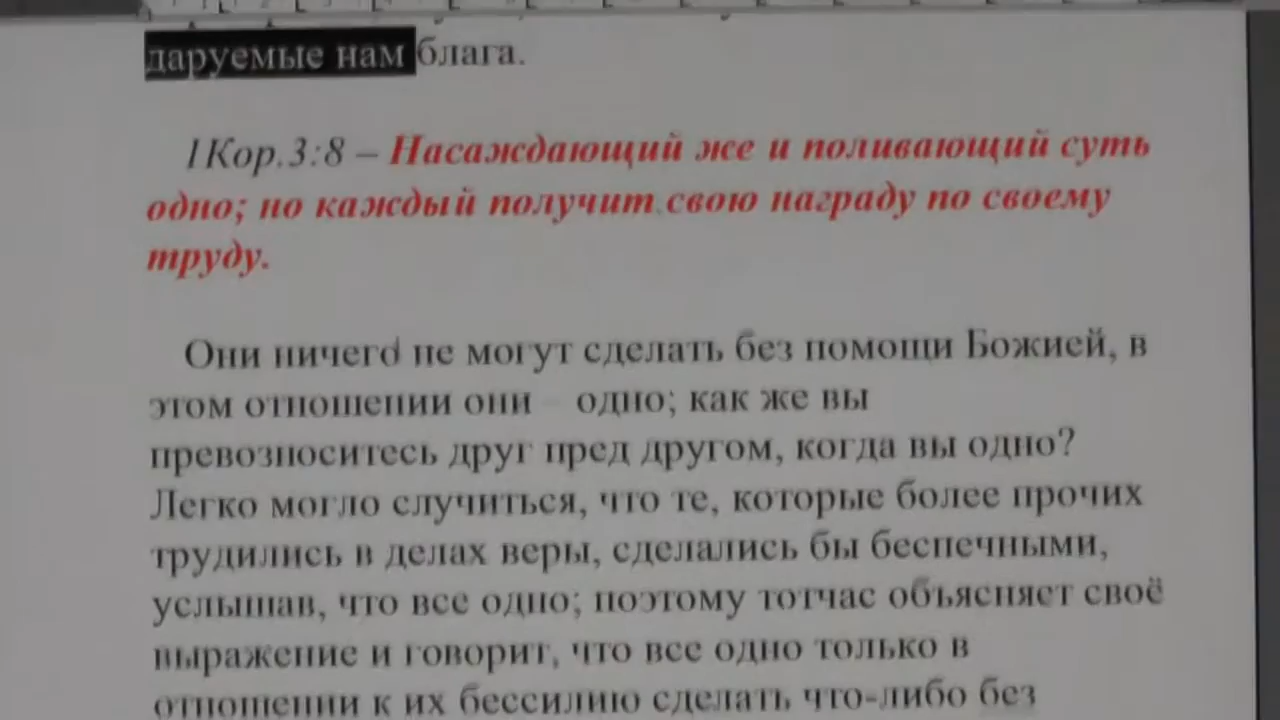 даруемые нам блага.
1Кор.3:8 – Насаждающий же и поливающий суть
одно; но каждый получит свою награду по своему
труду.
Они ничего не могут сделать без помощи Божией, в
этом отношении они – одно; как же вы
превозноситесь друг пред другом, когда вы одно?
Легко могло случиться, что те, которые более прочих
трудились в делах веры, сделались бы беспечными,
услышав, что все одно; поэтому тотчас объясняет своё
выражение и говорит, что все одно только в
отношении к их бессилию сделать что-либо без